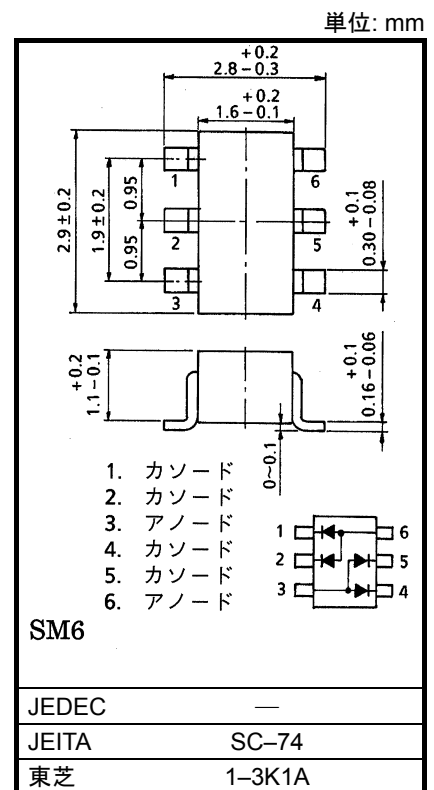 単位: mm
+0.2
2.8–0.3
+0.2
1.6–0.1
2.9±0.2
1.9±0.2
0.95
0.95
1
2
3
6
5
4
+0.1
0.30–0.08
+0.2
1.1–0.1
+0.1
0.16–0.06
0~0.1
1. カソード
2. カソード
3. アノード
4. カソード
5. カソード
6. アノード
1
2
3
6
5
4
SM6
JEDEC —
JEITA SC–74
東芝 1–3K1A